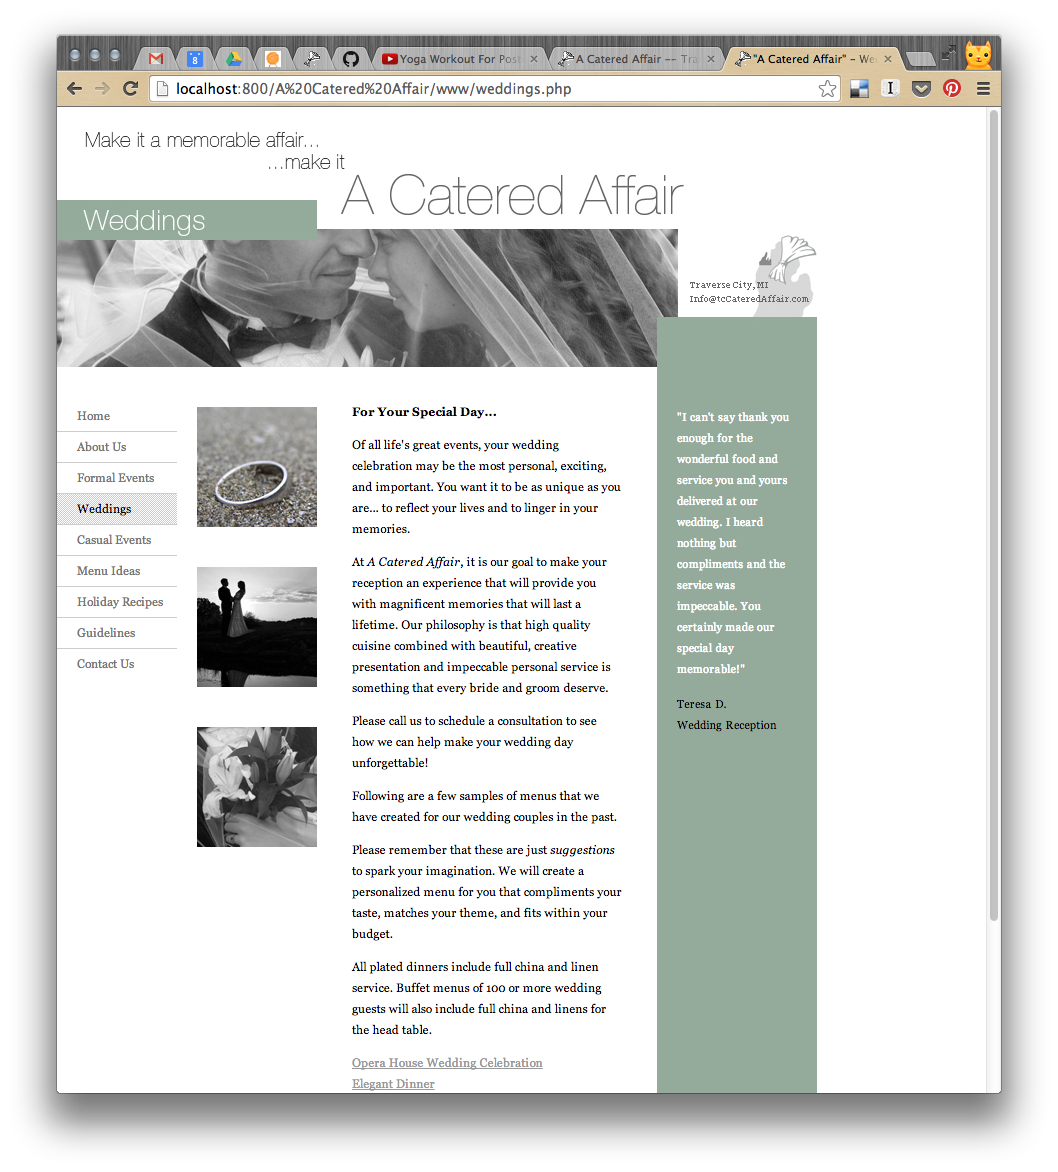 8
Yoga Workout For Post
A Catered Affair -- Tra
"A Catered Affair" – We
localhost:800/A%20Catered%20Affair/www/weddings.php
Make it a memorable affair...
...make it
A Catered Affair
Weddings
Traverse City, MI
Info@tcCateredAffair.com
Home
About Us
Formal Events
Weddings
Casual Events
Menu Ideas
Holiday Recipes
Guidelines
Contact Us
For Your Special Day...
Of all life's great events, your wedding
celebration may be the most personal, exciting,
and important. You want it to be as unique as you
are... to reflect your lives and to linger in your
memories.
At A Catered Affair, it is our goal to make your
reception an experience that will provide you
with magnificent memories that will last a
lifetime. Our philosophy is that high quality
cuisine combined with beautiful, creative
presentation and impeccable personal service is
something that every bride and groom deserve.
Please call us to schedule a consultation to see
how we can help make your wedding day
unforgettable!
Following are a few samples of menus that we
have created for our wedding couples in the past.
Please remember that these are just suggestions
to spark your imagination. We will create a
personalized menu for you that compliments your
taste, matches your theme, and fits within your
budget.
All plated dinners include full china and linen
service. Buffet menus of 100 or more wedding
guests will also include full china and linens for
the head table.
Opera House Wedding Celebration
Elegant Dinner
"I can't say thank you
enough for the
wonderful food and
service you and yours
delivered at our
wedding. I heard
nothing but
compliments and the
service was
impeccable. You
certainly made our
special day
memorable!"
Teresa D.
Wedding Reception